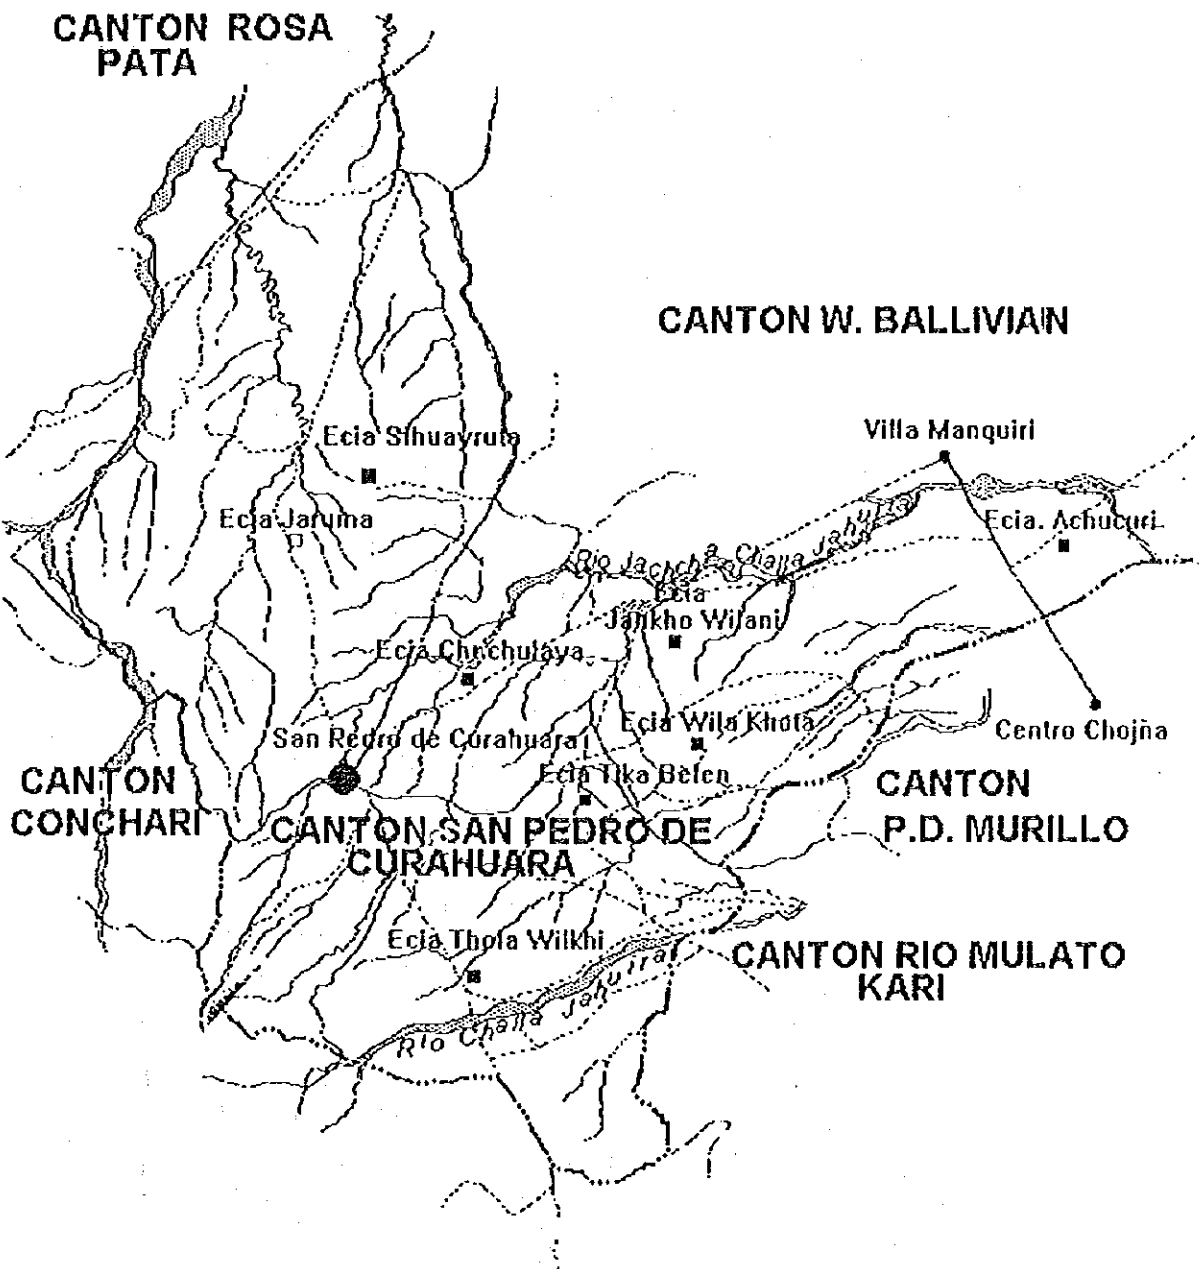 CANTON ROSA
PATA
CANTON W. BALLIVIAN
Villa Manquiri
Ecia Sihuayruta
Ecia Jaruma
Ecia. Achucuri
Rio Jachcha Challa Jahuira
Ecia
Jankho Wilani
Ecia Chrchulaya
Ecia Wila Khota
Centro Chojña
San Pedro de Curahuara
Ecia Tika Belen
CANTON
CONCHARI
CANTON
P.D. MURILLO
CANTON SAN PEDRO DE
CURAHUARA
Ecia Thola Wilkhi
CANTON RIO MULATO
KARI
Rio Challa Jahuira